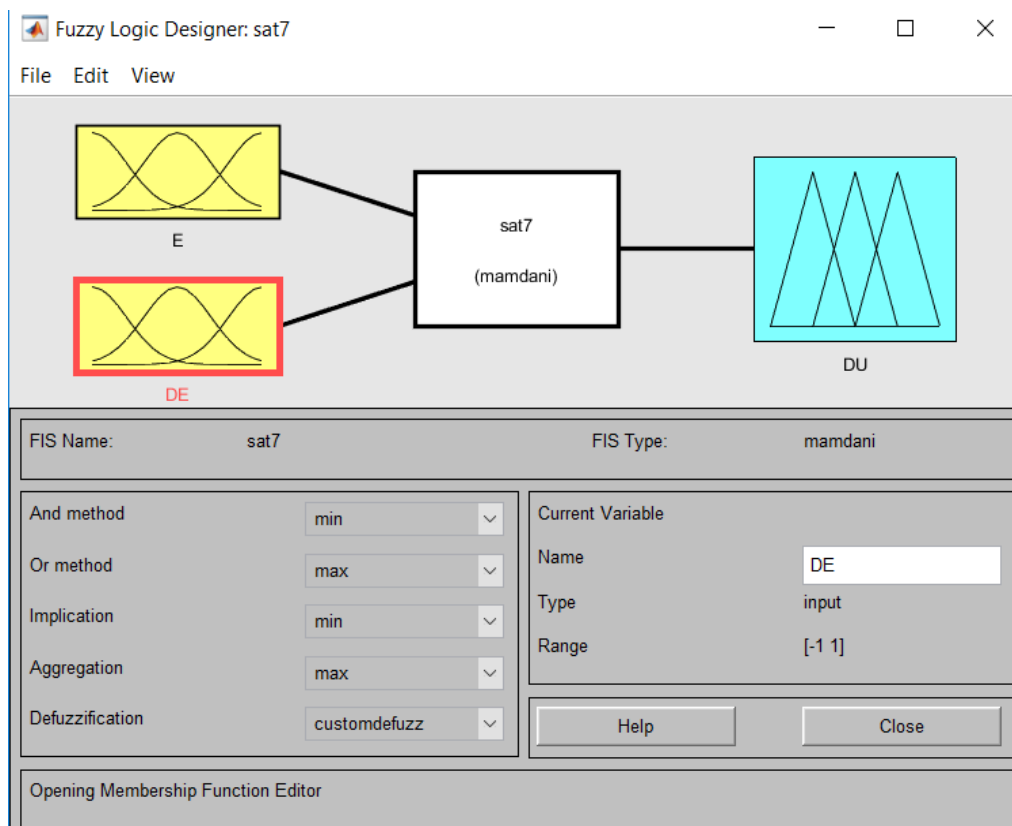 Fuzzy Logic Designer: sat7
File Edit View
E
DE
sat7
(mamdani)
DU
FIS Name: sat7 FIS Type: mamdani
And method min
Or method max
Implication min
Aggregation max
Defuzzification customdefuzz
Current Variable
Name DE
Type input
Range [-1 1]
Help Close
Opening Membership Function Editor